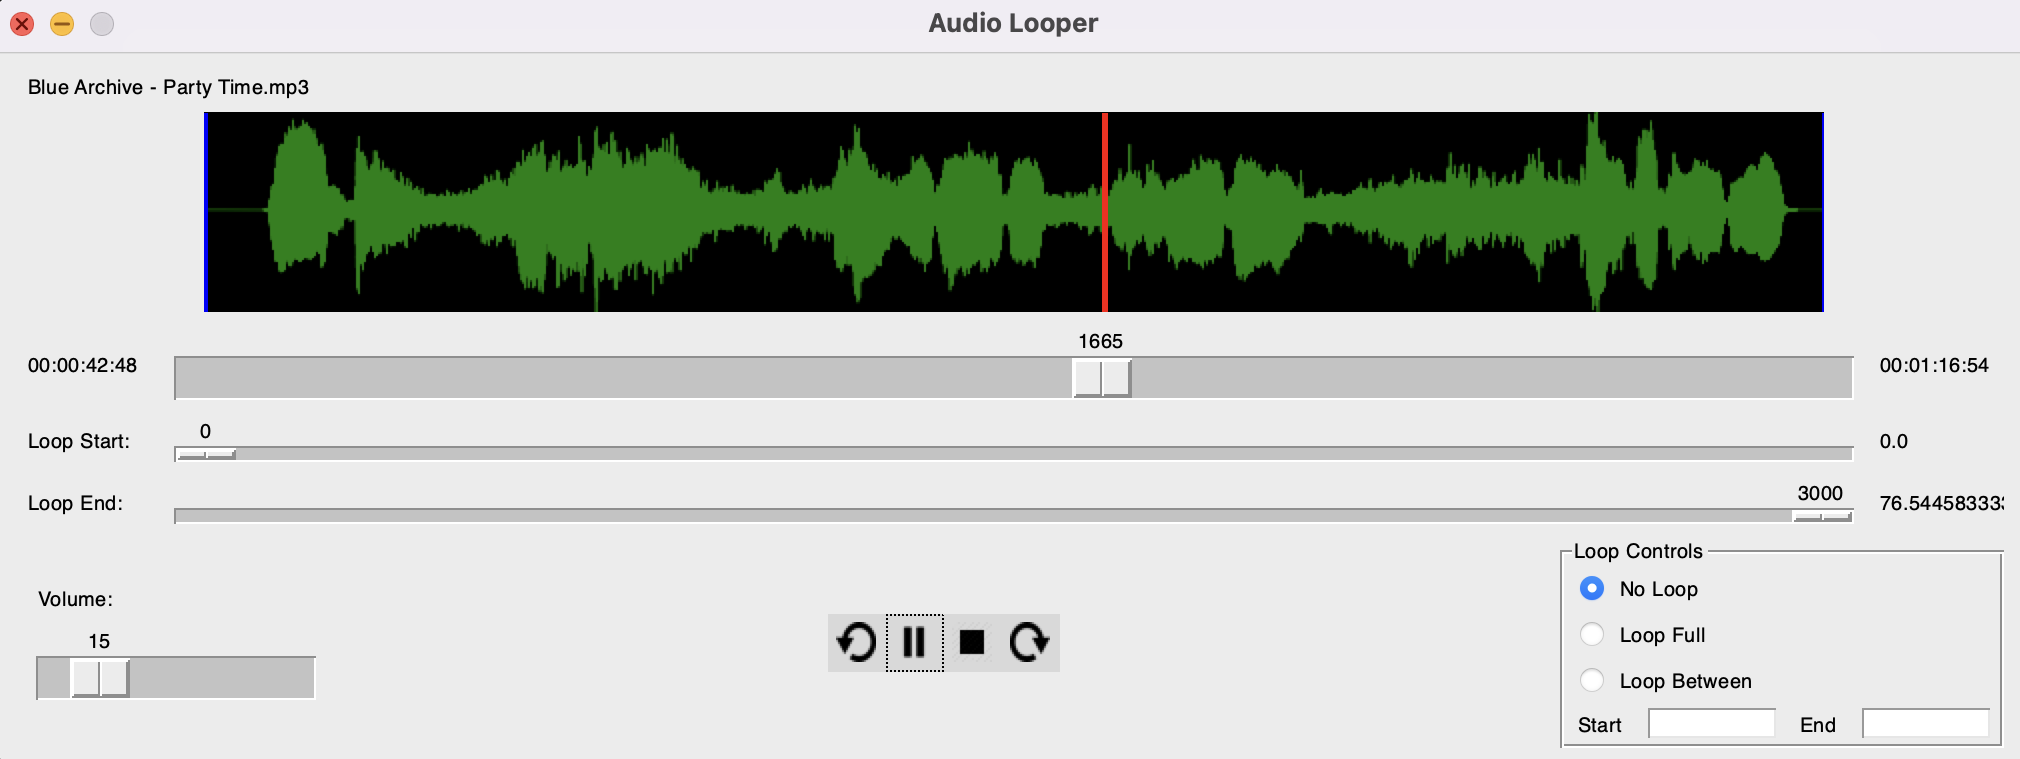 Audio Looper
Blue Archive - Party Time.mp3
1665
00:00:42:48
00:01:16:54
0
Loop Start:
0.0
3000
Loop End:
76.544583333
Loop Controls
No Loop
Loop Full
Loop Between
Start
End
Volume:
15